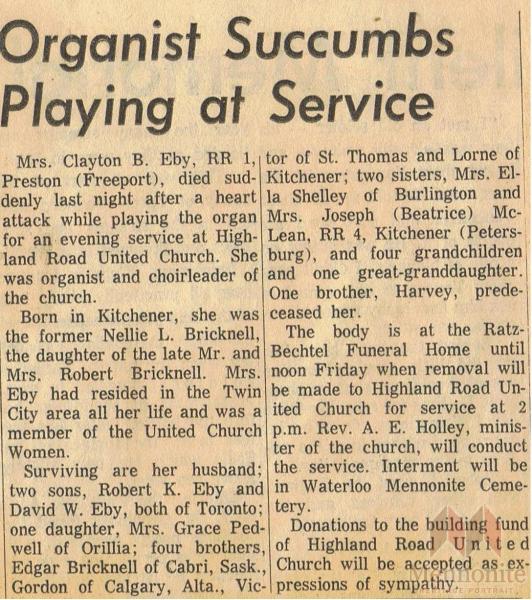 Organist Succumbs
Playing at Service
Mrs. Clayton B. Eby, RR 1,
Preston (Freeport), died sud-
denly last night after a heart
attack while playing the organ
for an evening service at High-
land Road United Church. She
was organist and choirleader of
the church.
Born in Kitchener, she was
the former Nellie L. Bricknell,
the daughter of the late Mr. and
Mrs. Robert Bricknell. Mrs.
Eby had resided in the Twin
City area all her life and was a
member of the United Church
Women.
Surviving are her husband;
two sons, Robert K. Eby and
David W. Eby, both of Toronto;
one daughter, Mrs. Grace Ped-
well of Orillia; four brothers,
Edgar Bricknell of Cabri, Sask.,
Gordon of Calgary, Alta., Vic-
tor of St. Thomas and Lorne of
Kitchener; two sisters, Mrs. El-
la Shelley of Burlington and
Mrs. Joseph (Beatrice) Mc-
Lean, RR 4, Kitchener (Peters-
burg), and four grandchildren
and one great-granddaughter.
One brother, Harvey, prede-
ceased her.
The body is at the Ratz-
Bechtel Funeral Home until
noon Friday when removal will
be made to Highland Road Un-
ited Church for service at 2
p.m. Rev. A. E. Holley, minis-
ter of the church, will conduct
the service. Interment will be
in Waterloo Mennonite Ceme-
tery.
Donations to the building fund
of Highland Road United
Church will be accepted as ex-
pressions of sympathy.
Mennonite
HERITAGE PORTRAIT